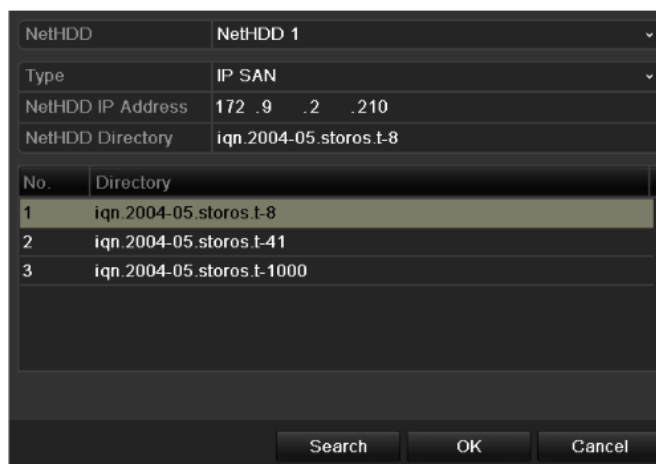 NetHDD NetHDD 1
Type IP SAN
NetHDD IP Address 172 .9 .2 .210
NetHDD Directory iqn.2004-05.storos.t-8
No. Directory
1 iqn.2004-05.storos.t-8
2 iqn.2004-05.storos.t-41
3 iqn.2004-05.storos.t-1000
Search OK Cancel